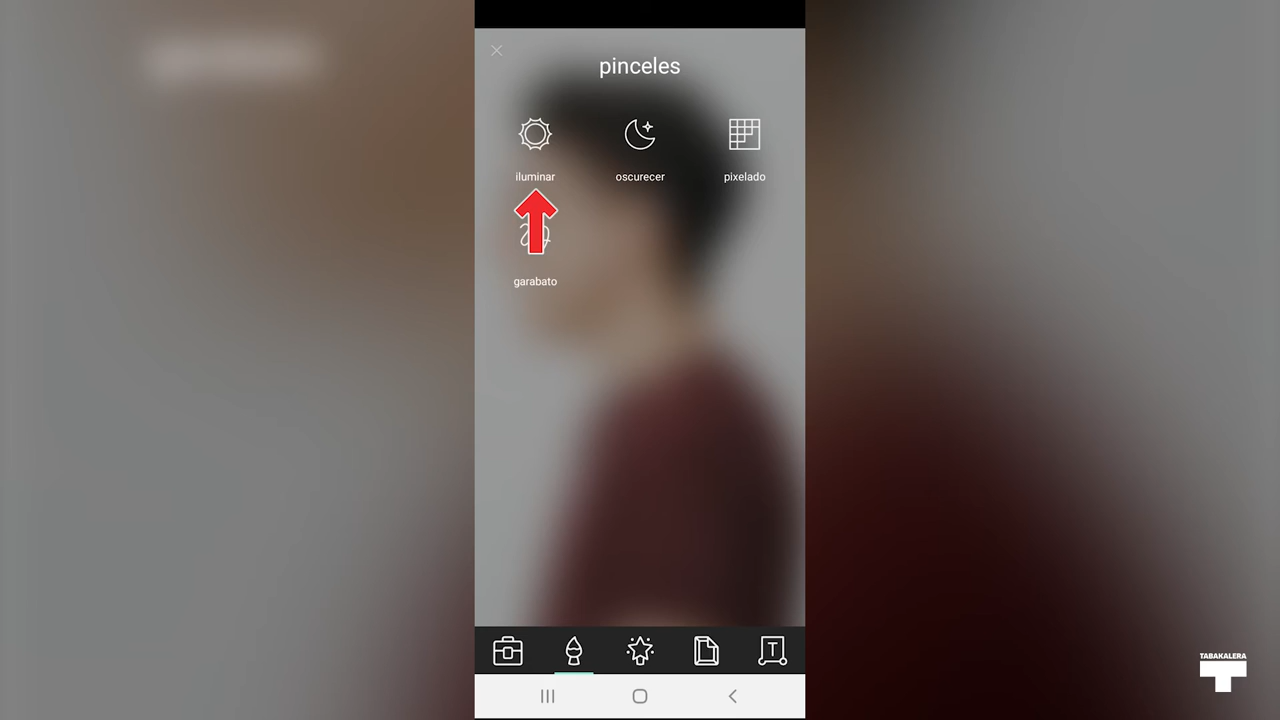 pinceles
iluminar
oscurecer
pixelado
garabato
T
TABAKALERA